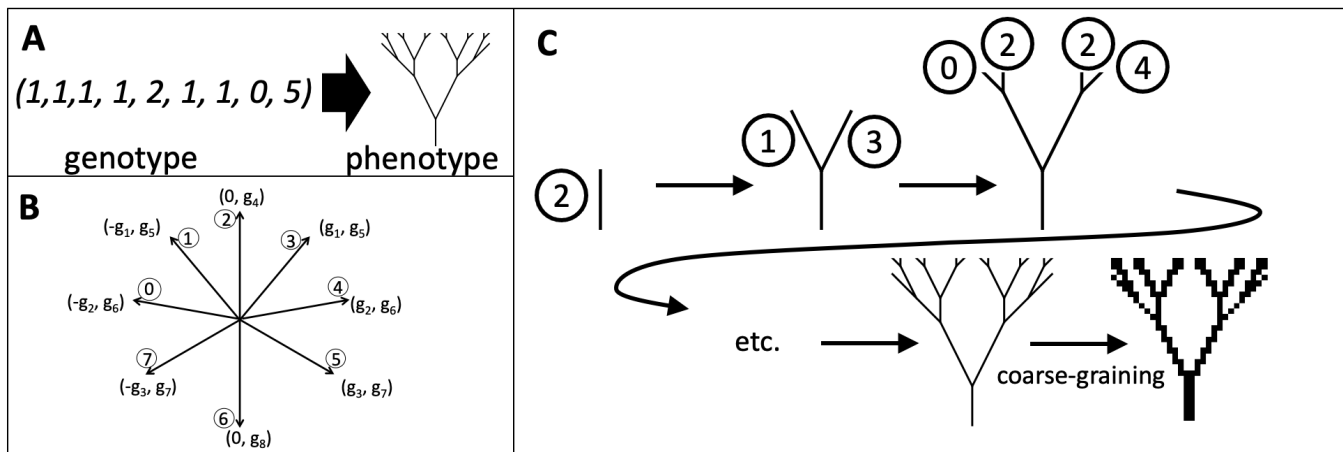 A
(1,1,1, 1, 2, 1, 1, 0, 5)
genotype
phenotype
B
(0, g₄)
2
(-g₁, g₅)
1
3
(g₁, g₅)
(-g₂, g₆)
0
4
(g₂, g₆)
7
(-g₃, g₇)
5
(g₃, g₇)
6
(0, g₈)
C
2
1
3
0
2
2
4
etc.
coarse-graining